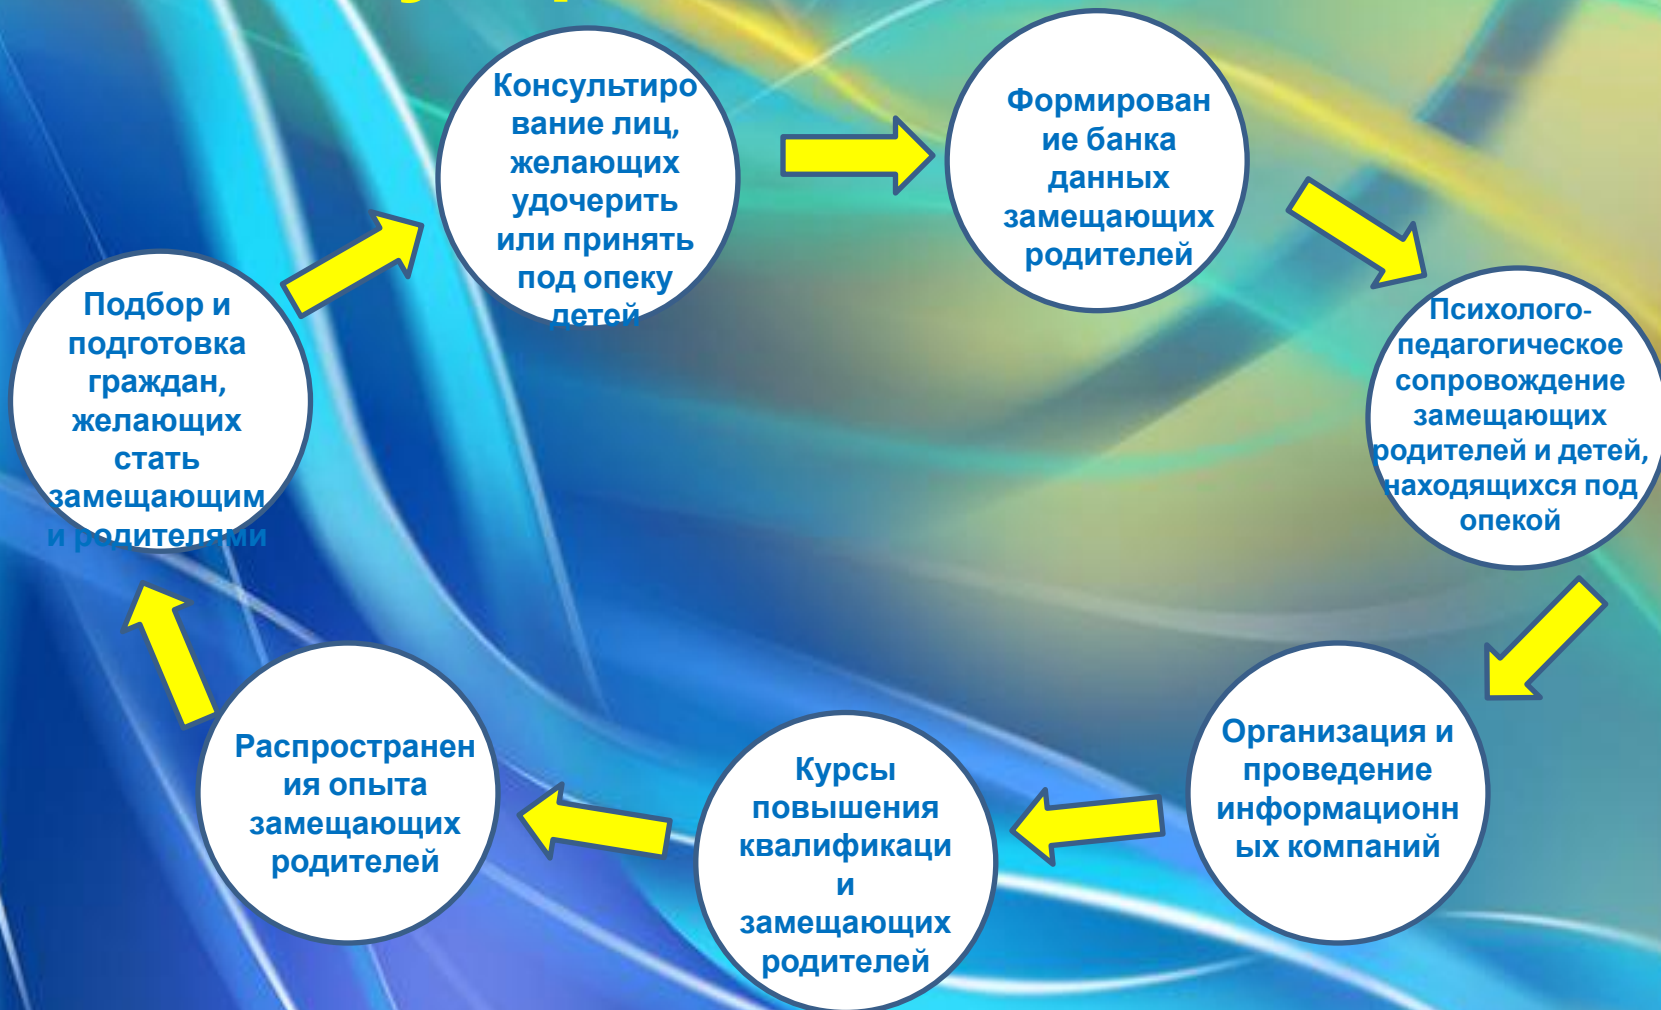 Консультиро
вание лиц,
желающих
удочерить
или принять
под опеку
детей
Формирован
ие банка
данных
замещающих
родителей
Психолого-
педагогическое
сопровождение
замещающих
родителей и детей,
находящихся под
опекой
Организация и
проведение
информационн
ых компаний
Курсы
повышения
квалификаци
и
замещающих
родителей
Распространен
ия опыта
замещающих
родителей
Подбор и
подготовка
граждан,
желающих
стать
замещающим
и родителями